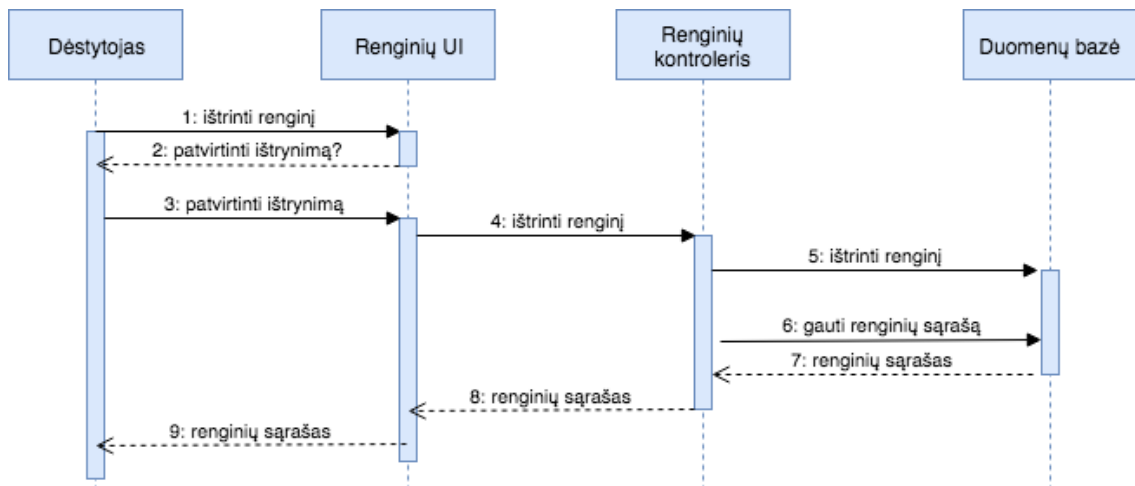 Dėstytojas
Renginių UI
Renginių
kontroleris
Duomenų bazė
1: ištrinti renginį
2: patvirtinti ištrynimą?
3: patvirtinti ištrynimą
4: ištrinti renginį
5: ištrinti renginį
6: gauti renginių sąrašą
7: renginių sąrašas
8: renginių sąrašas
9: renginių sąrašas